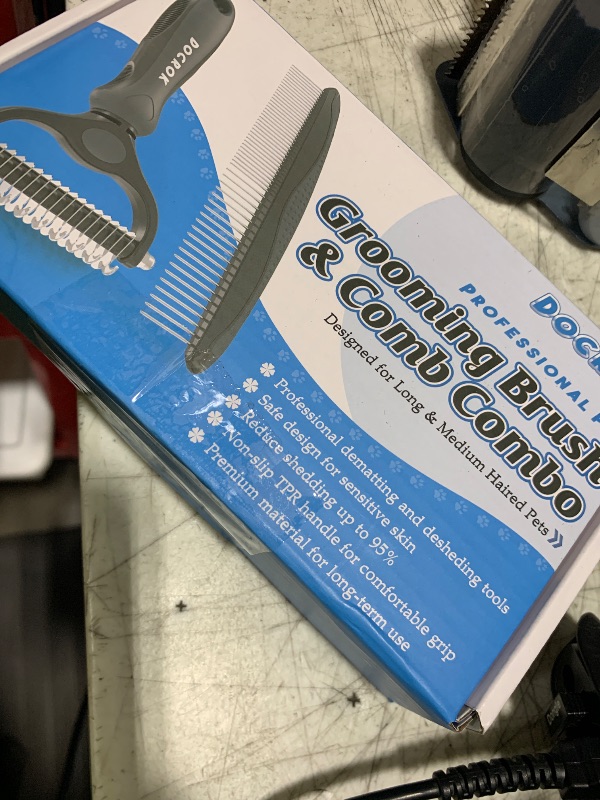 DOCROK
PROFESSIONAL
Grooming Brush
& Comb Combo
Designed for Long & Medium Haired Pets
Professional dematting and desheding tools
Safe design for sensitive skin
Reduce shedding up to 95%
Non-slip TPR handle for comfortable grip
Premium material for long-term use